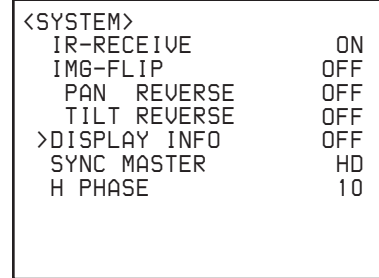 <SYSTEM>
IR-RECEIVE ON
IMG-FLIP OFF
PAN REVERSE OFF
TILT REVERSE OFF
>DISPLAY INFO OFF
SYNC MASTER HD
H PHASE 10